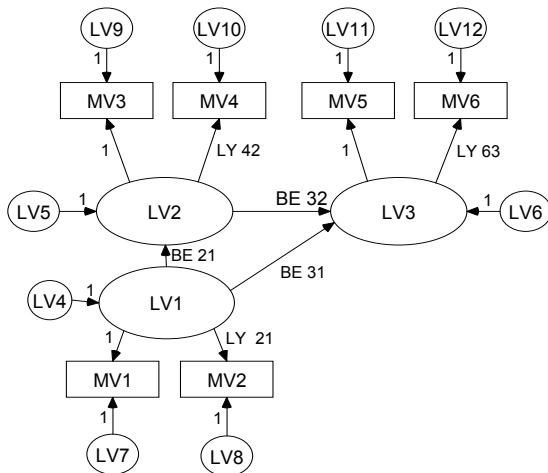 LV9 LV10 LV11 LV12
1 1 1 1
MV3 MV4 MV5 MV6
1 LY 42 1 LY 63
LV5 1 LV2 BE 32 LV3 1 LV6
BE 21
LV4 1 LV1 BE 31
1 LY 21
MV1 MV2
1 1
LV7 LV8